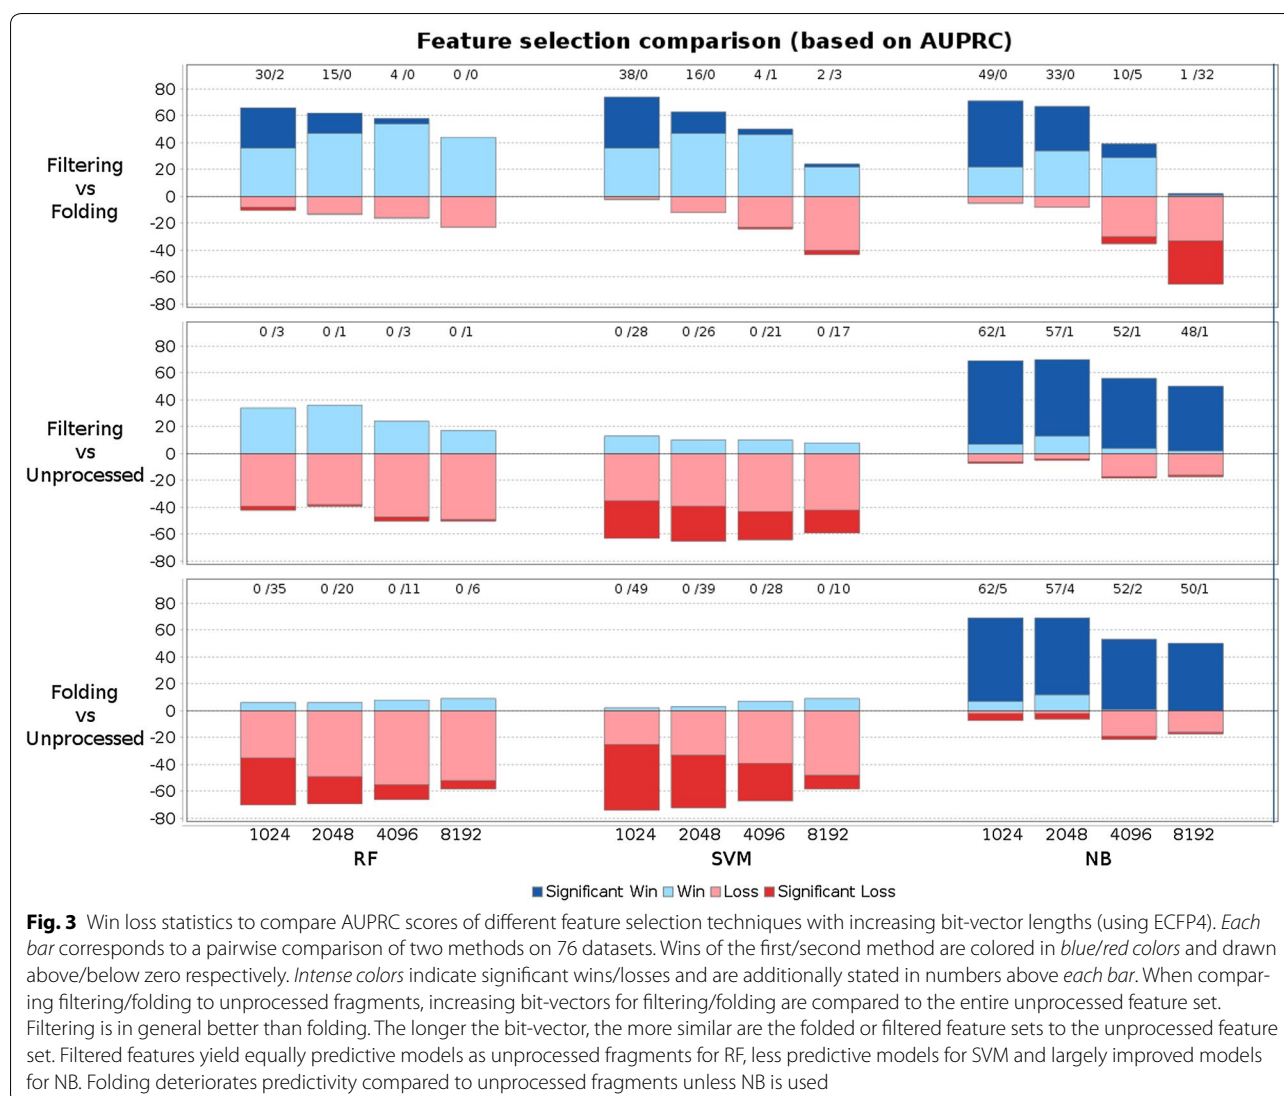 Feature selection comparison (based on AUPRC)
30/2 15/0 4 /0 0 /0 38/0 16/0 4 /1 2 /3 49/0 33/0 10/5 1 /32
80
60
40
20
0
-20
-40
-60
-80
Filtering
vs
Folding
0 /3 0 /1 0 /3 0 /1 0 /28 0 /26 0 /21 0 /17 62/1 57/1 52/1 48/1
80
60
40
20
0
-20
-40
-60
-80
Filtering
vs
Unprocessed
0 /35 0 /20 0 /11 0 /6 0 /49 0 /39 0 /28 0 /10 62/5 57/4 52/2 50/1
80
60
40
20
0
-20
-40
-60
-80
Folding
vs
Unprocessed
1024 2048 4096 8192 1024 2048 4096 8192 1024 2048 4096 8192
RF SVM NB
Significant Win Win Loss Significant Loss
Fig. 3 Win loss statistics to compare AUPRC scores of different feature selection techniques with increasing bit-vector lengths (using ECFP4). Each
bar corresponds to a pairwise comparison of two methods on 76 datasets. Wins of the first/second method are colored in blue/red colors and drawn
above/below zero respectively. Intense colors indicate significant wins/losses and are additionally stated in numbers above each bar. When compar-
ing filtering/folding to unprocessed fragments, increasing bit-vectors for filtering/folding are compared to the entire unprocessed feature set.
Filtering is in general better than folding. The longer the bit-vector, the more similar are the folded or filtered feature sets to the unprocessed feature
set. Filtered features yield equally predictive models as unprocessed fragments for RF, less predictive models for SVM and largely improved models
for NB. Folding deteriorates predictivity compared to unprocessed fragments unless NB is used